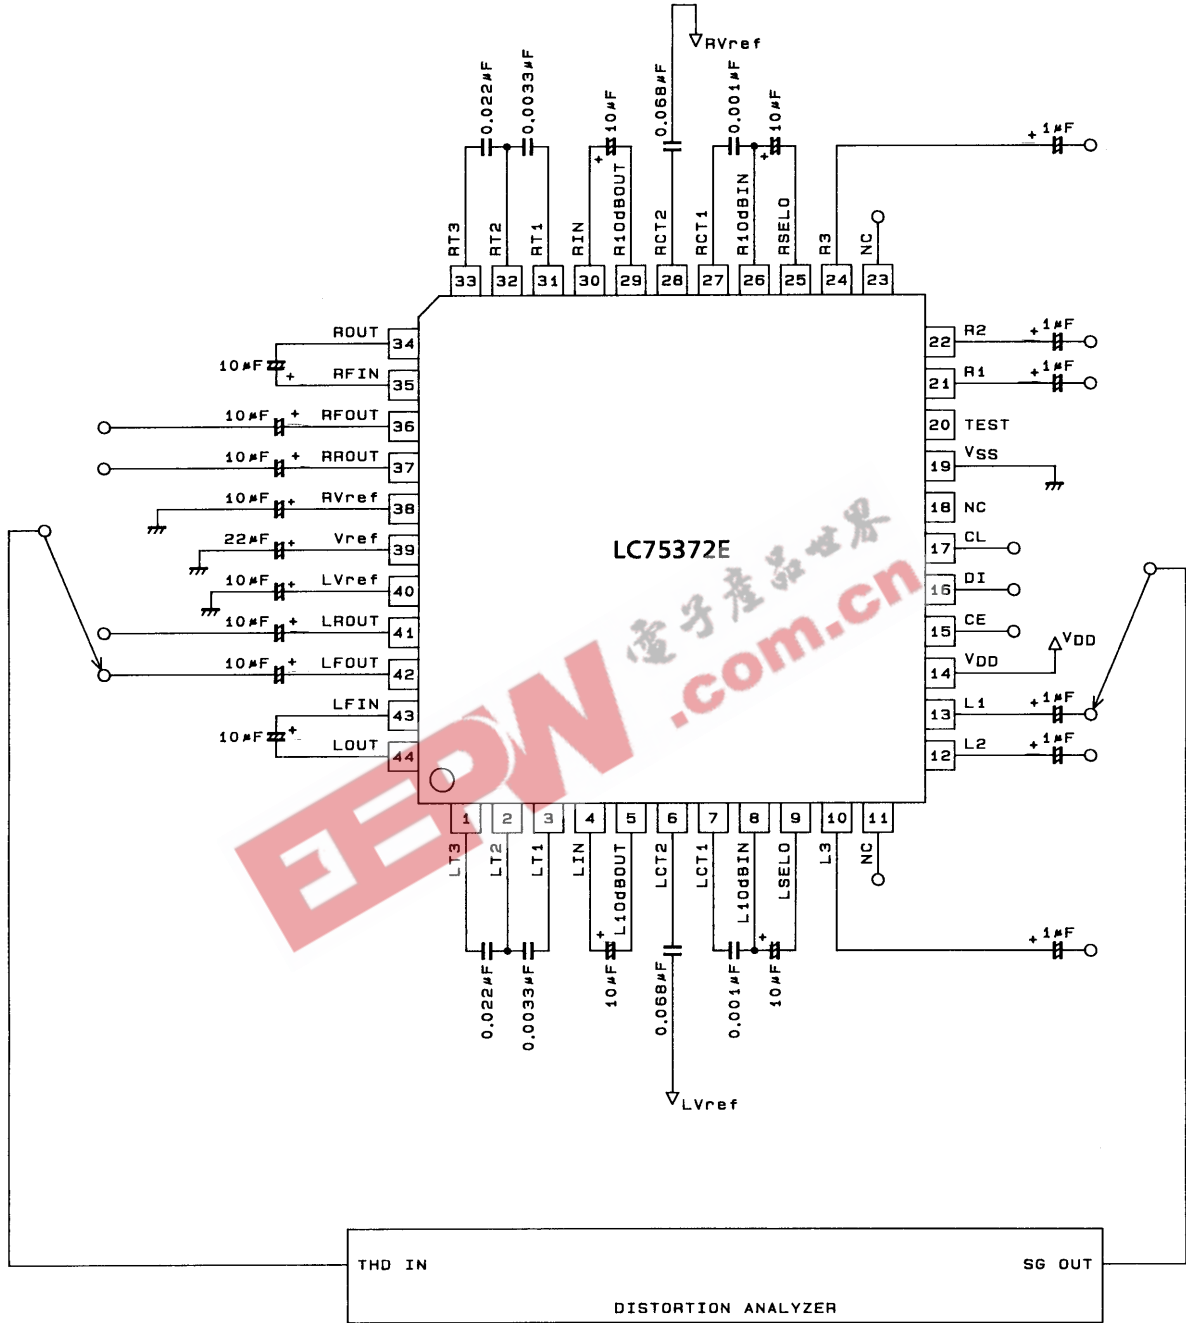 RVref
0.022µF
0.0033µF
10µF
0.068µF
0.001µF
10µF
+ 1µF
+
+
RT3
RT2
RT1
RIN
R10dBOUT
RCT2
RCT1
R10dBIN
RSELO
R3
NC
33
32
31
30
29
28
27
26
25
24
23
ROUT
34
10µF
+
RFIN
35
10µF
+
RFOUT
36
10µF
+
RROUT
37
10µF
+
RVref
38
22µF
+
Vref
39
10µF
+
LVref
40
10µF
+
LROUT
41
10µF
+
LFOUT
42
LFIN
43
10µF
+
LOUT
44
LC75372E
22
R2
+ 1µF
21
R1
+ 1µF
20
TEST
19
VSS
18
NC
17
CL
16
DI
15
CE
14
VDD
VDD
13
L1
+ 1µF
12
L2
+ 1µF
電子產品世界
EEPW
.com.cn
1
2
3
4
5
6
7
8
9
10
11
LT3
LT2
LT1
LIN
L10dBOUT
LCT2
LCT1
L10dBIN
LSELO
L3
NC
+
+
+ 1µF
0.022µF
0.0033µF
10µF
0.068µF
0.001µF
10µF
LVref
THD IN
SG OUT
DISTORTION ANALYZER